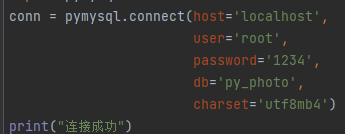 conn = pymysql.connect(host='localhost',
user='root',
password='1234',
db='py_photo',
charset='utf8mb4')
print("连接成功")